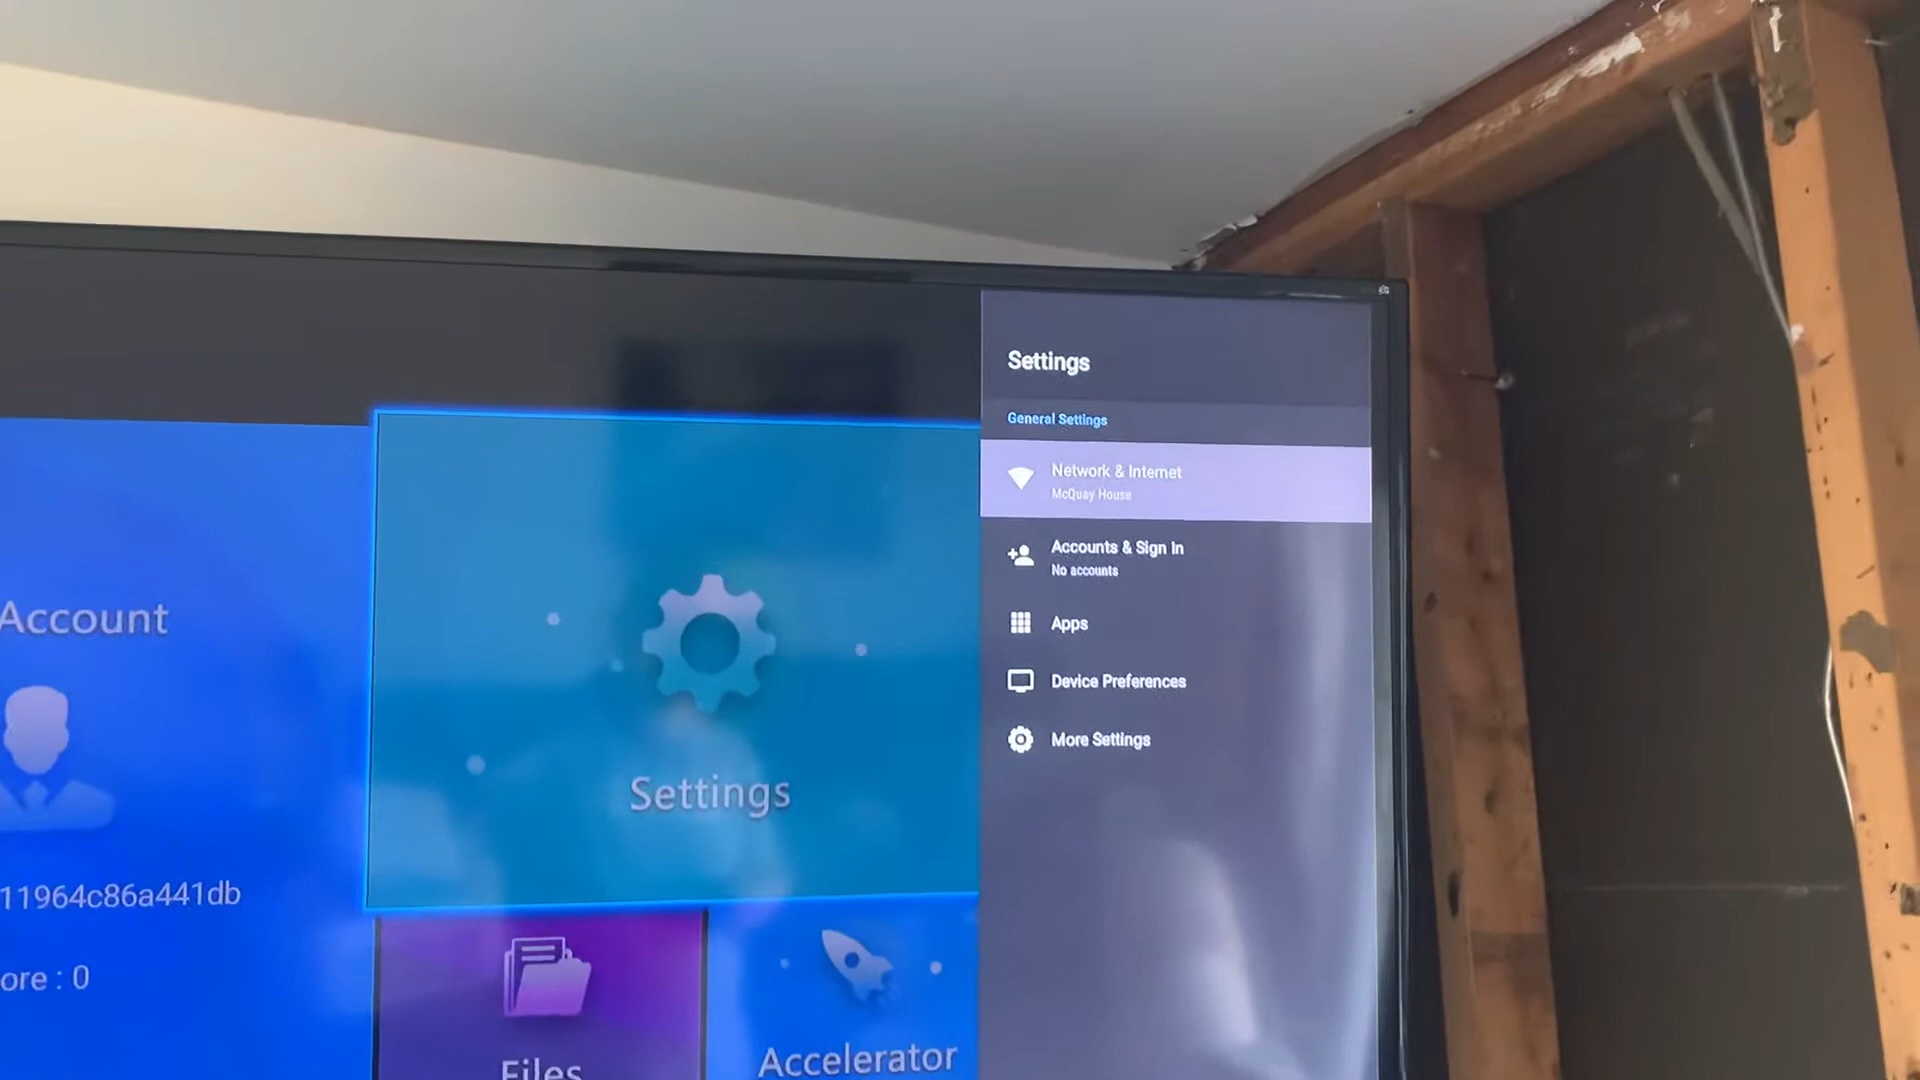 Account
11964c86a441db
ore : 0
Settings
Files
Accelerator
Settings
General Settings
Network & Internet
McQuay House
Accounts & Sign In
No accounts
Apps
Device Preferences
More Settings